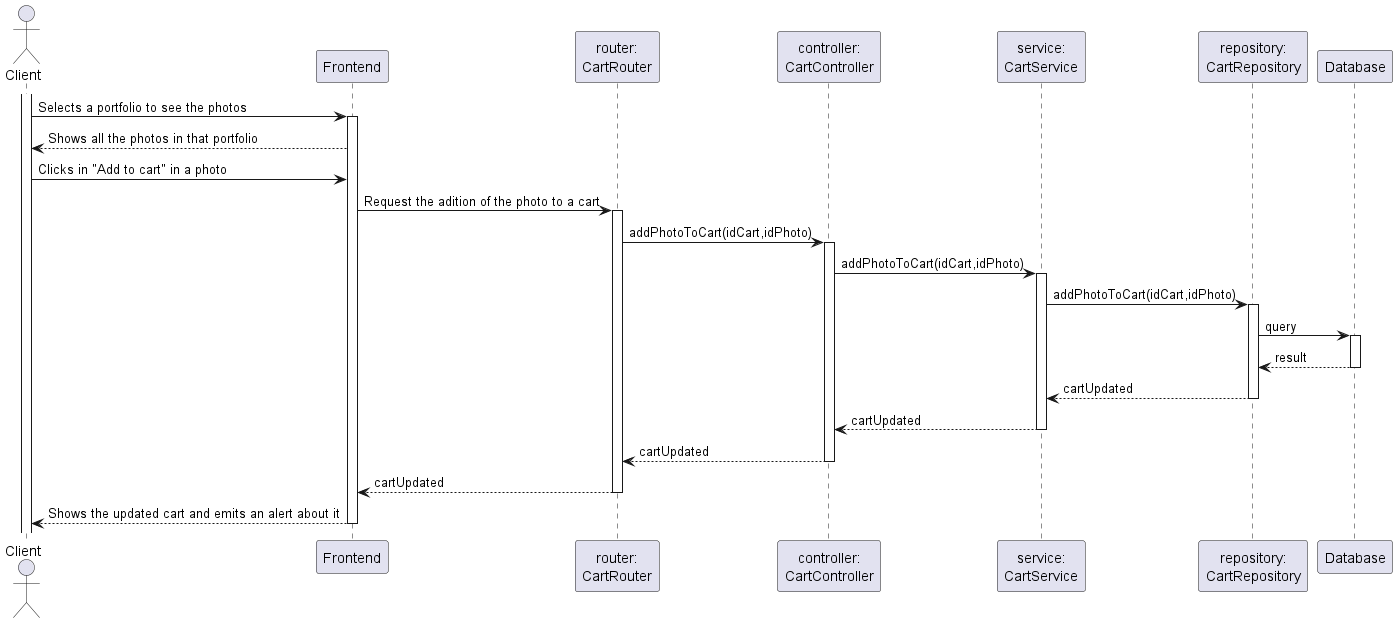 Client
Frontend
router:
CartRouter
controller:
CartController
service:
CartService
repository:
CartRepository
Database
Selects a portfolio to see the photos
Shows all the photos in that portfolio
Clicks in "Add to cart" in a photo
Request the adition of the photo to a cart
addPhotoToCart(idCart,idPhoto)
addPhotoToCart(idCart,idPhoto)
addPhotoToCart(idCart,idPhoto)
query
result
cartUpdated
cartUpdated
cartUpdated
cartUpdated
Shows the updated cart and emits an alert about it
Client
Frontend
router:
CartRouter
controller:
CartController
service:
CartService
repository:
CartRepository
Database